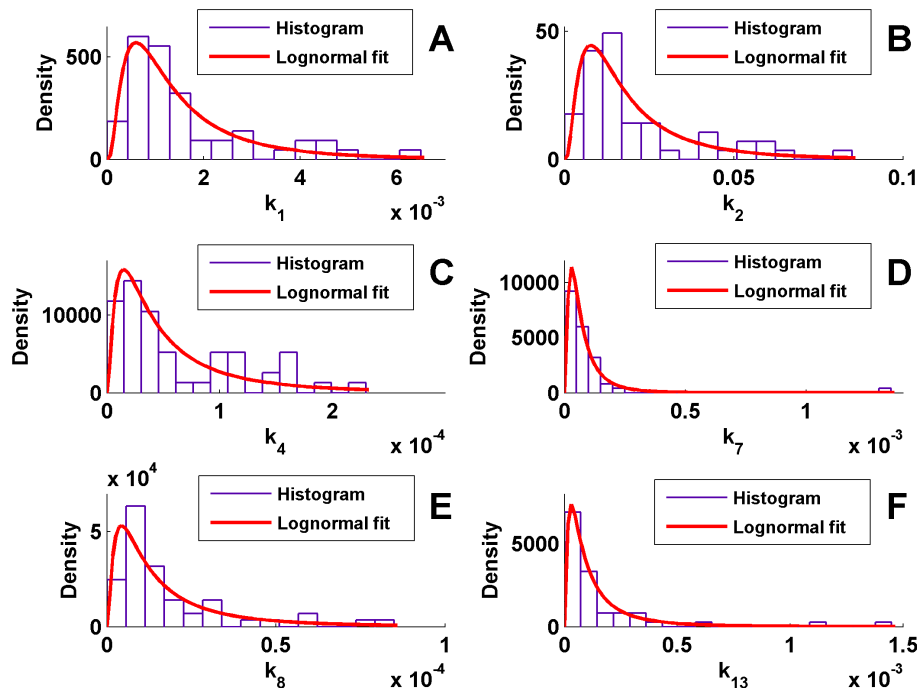 A
Histogram
Lognormal fit
Density
500
0
0 2 4 6
k1
x 10-3
B
Histogram
Lognormal fit
Density
50
0
0 0.05 0.1
k2
C
Histogram
Lognormal fit
Density
10000
0
0 1 2
k4
x 10-4
D
Histogram
Lognormal fit
Density
10000
5000
0
0 0.5 1
k7
x 10-3
E
x 104
Histogram
Lognormal fit
Density
5
0
0 0.5 1
k8
x 10-4
F
Histogram
Lognormal fit
Density
5000
0
0 0.5 1 1.5
k13
x 10-3